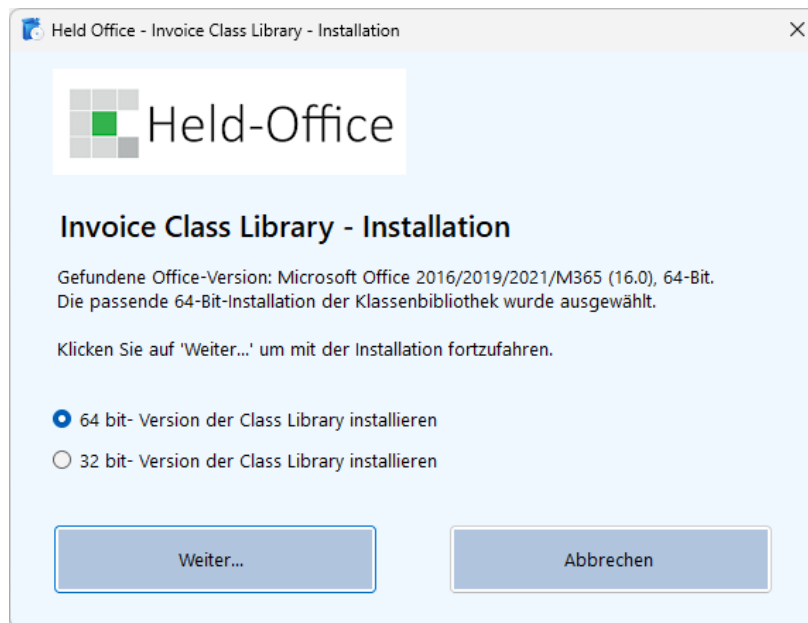 Held Office - Invoice Class Library - Installation
Held-Office
Invoice Class Library - Installation
Gefundene Office-Version: Microsoft Office 2016/2019/2021/M365 (16.0), 64-Bit.
Die passende 64-Bit-Installation der Klassenbibliothek wurde ausgewählt.
Klicken Sie auf 'Weiter...' um mit der Installation fortzufahren.
64 bit- Version der Class Library installieren
32 bit- Version der Class Library installieren
Weiter...
Abbrechen